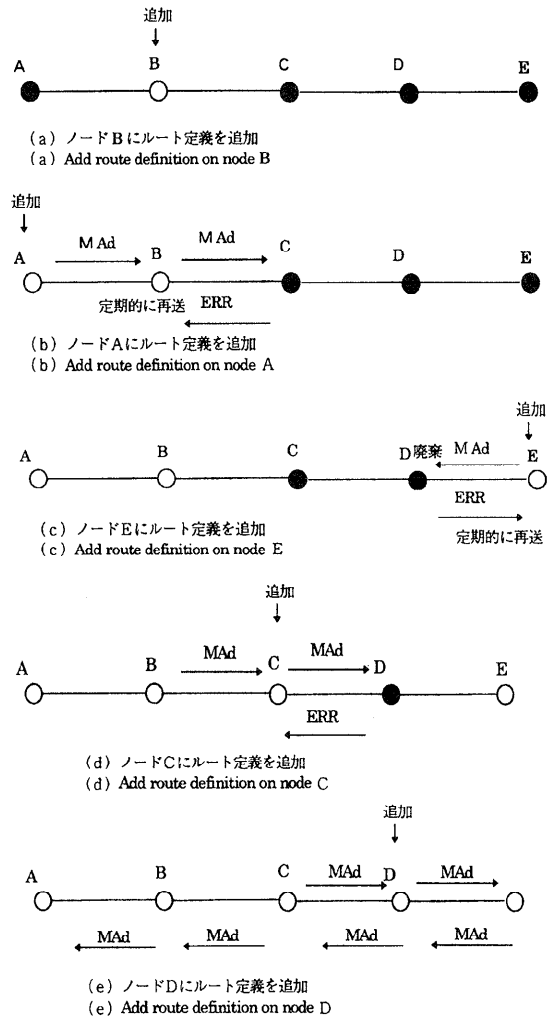 追加
A B C D E
(a) ノードBにルート定義を追加
(a) Add route definition on node B
追加
A MAd B MAd C D E
定期的に再送 ERR
(b) ノードAにルート定義を追加
(b) Add route definition on node A
追加
A B C D 廃棄 MAd E
ERR
定期的に再送
(c) ノードEにルート定義を追加
(c) Add route definition on node E
追加
A B MAd C MAd D E
ERR
(d) ノードCにルート定義を追加
(d) Add route definition on node C
追加
A B C MAd D MAd
MAd MAd MAd MAd
(e) ノードDにルート定義を追加
(e) Add route definition on node D